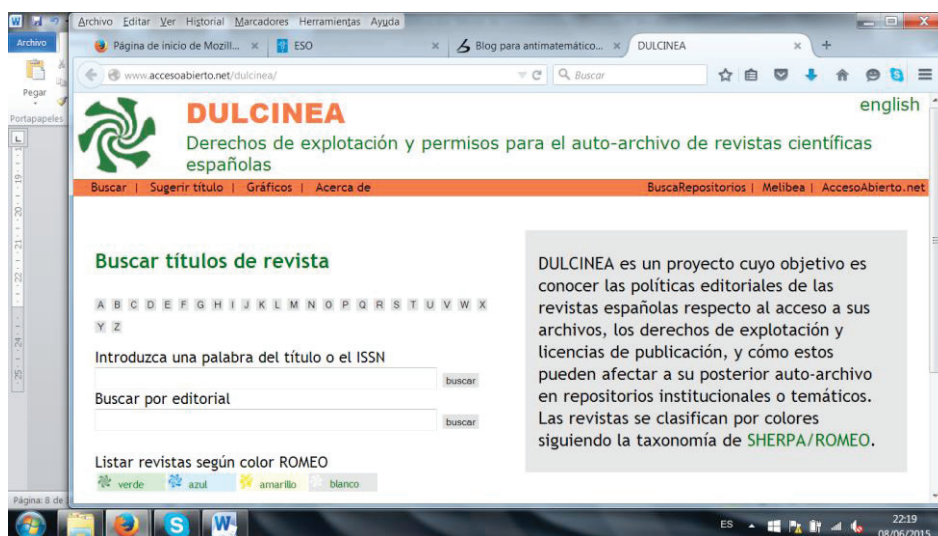 Archivo Editar Ver Historial Marcadores Herramientas Ayuda
Archivo
Página de inicio de Mozill... ×
ESO ×
Blog para antimatemático... ×
DULCINEA × +
www.accesoabierto.net/dulcinea/
Buscar
Pegar
Portapapeles
english
DULCINEA
Derechos de explotación y permisos para el auto-archivo de revistas científicas
españolas
Buscar | Sugerir título | Gráficos | Acerca de
BuscaRepositorios | Melibea | AccesoAbierto.net
Buscar títulos de revista
A B C D E F G H I J K L M N O P Q R S T U V W X
Y Z
Introduzca una palabra del título o el ISSN
buscar
Buscar por editorial
buscar
Listar revistas según color ROMEO
verde azul amarillo blanco
DULCINEA es un proyecto cuyo objetivo es
conocer las políticas editoriales de las
revistas españolas respecto al acceso a sus
archivos, los derechos de explotación y
licencias de publicación, y cómo estos
pueden afectar a su posterior auto-archivo
en repositorios institucionales o temáticos.
Las revistas se clasifican por colores
siguiendo la taxonomía de SHERPA/ROMEO.
Página: 8 de
ES
22:19
08/06/2015